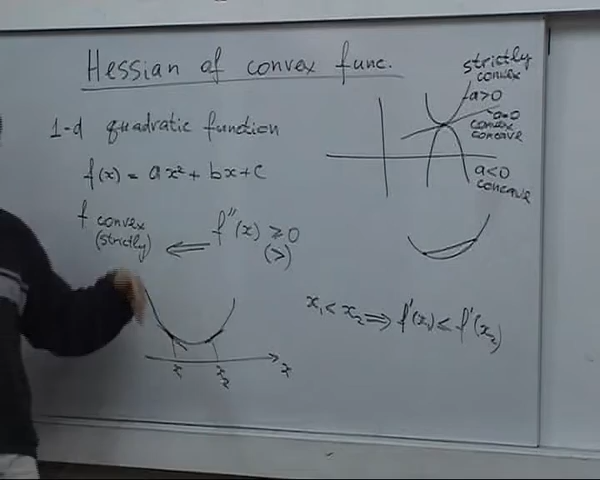 Hessian of convex func.
1-d quadratic function
f(x) = ax² + bx + c
f convex (strictly) ⇐ f''(x) ⩾ 0
(>)
strictly
convex
a>0
a=0
convex
concave
a<0
concave
x₁ < x₂ ⇒ f'(x₁) ≤ f'(x₂)
x
x₂
x